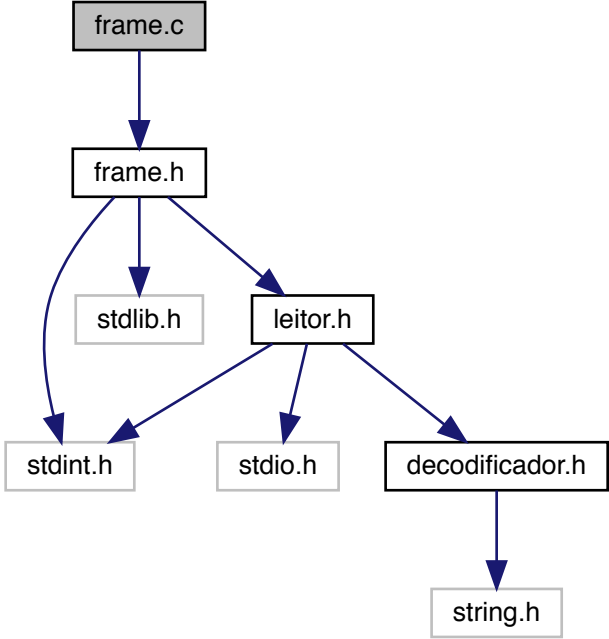 frame.c
frame.h
stdlib.h
leitor.h
stdint.h
stdio.h
decodificador.h
string.h